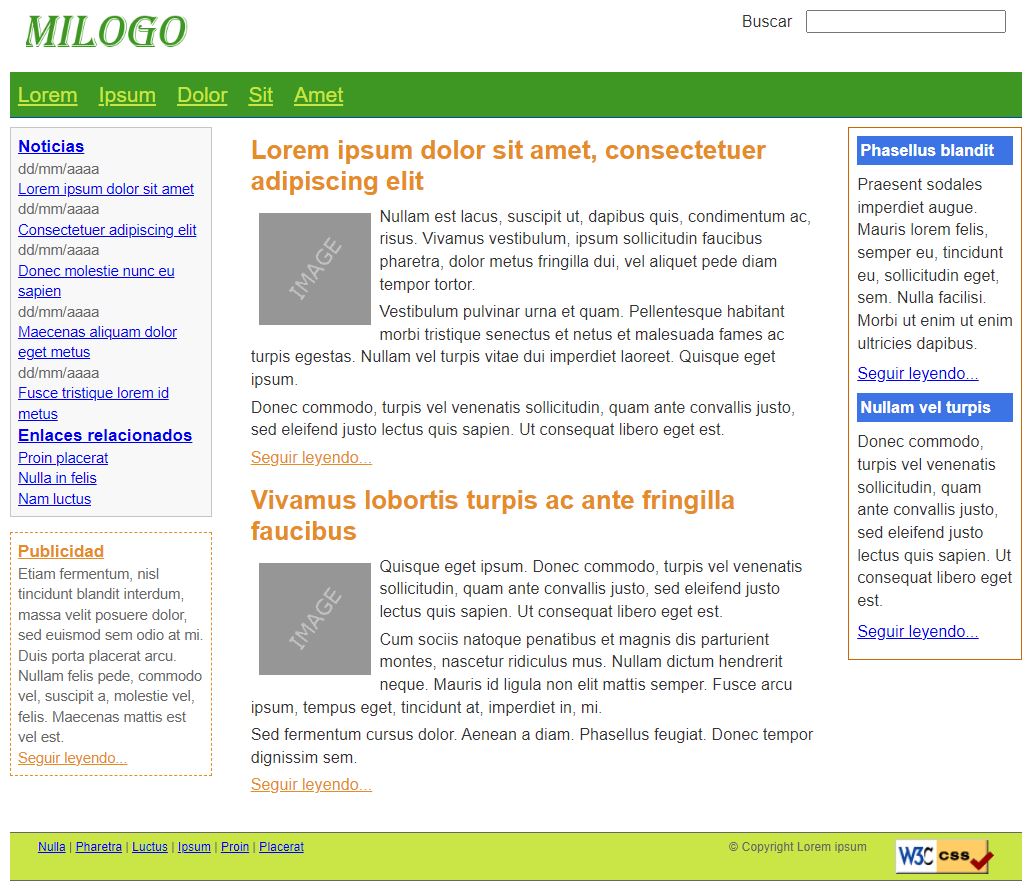 MILOGO
Buscar
Lorem Ipsum Dolor Sit Amet
Noticias
dd/mm/aaaa
Lorem ipsum dolor sit amet
dd/mm/aaaa
Consectetuer adipiscing elit
dd/mm/aaaa
Donec molestie nunc eu
sapien
dd/mm/aaaa
Maecenas aliquam dolor
eget metus
dd/mm/aaaa
Fusce tristique lorem id
metus
Enlaces relacionados
Proin placerat
Nulla in felis
Nam luctus
Publicidad
Etiam fermentum, nisl
tincidunt blandit interdum,
massa velit posuere dolor,
sed euismod sem odio at mi.
Duis porta placerat arcu.
Nullam felis pede, commodo
vel, suscipit a, molestie vel,
felis. Maecenas mattis est
vel est.
Seguir leyendo...
Lorem ipsum dolor sit amet, consectetuer
adipiscing elit
IMAGE
Nullam est lacus, suscipit ut, dapibus quis, condimentum ac,
risus. Vivamus vestibulum, ipsum sollicitudin faucibus
pharetra, dolor metus fringilla dui, vel aliquet pede diam
tempor tortor.
Vestibulum pulvinar urna et quam. Pellentesque habitant
morbi tristique senectus et netus et malesuada fames ac
turpis egestas. Nullam vel turpis vitae dui imperdiet laoreet. Quisque eget
ipsum.
Donec commodo, turpis vel venenatis sollicitudin, quam ante convallis justo,
sed eleifend justo lectus quis sapien. Ut consequat libero eget est.
Seguir leyendo...
Vivamus lobortis turpis ac ante fringilla
faucibus
IMAGE
Quisque eget ipsum. Donec commodo, turpis vel venenatis
sollicitudin, quam ante convallis justo, sed eleifend justo
lectus quis sapien. Ut consequat libero eget est.
Cum sociis natoque penatibus et magnis dis parturient
montes, nascetur ridiculus mus. Nullam dictum hendrerit
neque. Mauris id ligula non elit mattis semper. Fusce arcu
ipsum, tempus eget, tincidunt at, imperdiet in, mi.
Sed fermentum cursus dolor. Aenean a diam. Phasellus feugiat. Donec tempor
dignissim sem.
Seguir leyendo...
Phasellus blandit
Praesent sodales
imperdiet augue.
Mauris lorem felis,
semper eu, tincidunt
eu, sollicitudin eget,
sem. Nulla facilisi.
Morbi ut enim ut enim
ultricies dapibus.
Seguir leyendo...
Nullam vel turpis
Donec commodo,
turpis vel venenatis
sollicitudin, quam
ante convallis justo,
sed eleifend justo
lectus quis sapien. Ut
consequat libero eget
est.
Seguir leyendo...
Nulla | Pharetra | Luctus | Ipsum | Proin | Placerat
© Copyright Lorem ipsum
W3C css